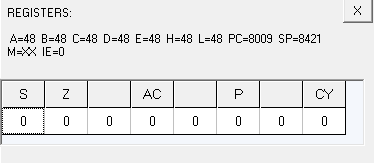 REGISTERS:
X
A=48 B=48 C=48 D=48 E=48 H=48 L=48 PC=8009 SP=8421
M=XX IE=0
S Z AC P CY
0 0 0 0 0 0 0 0